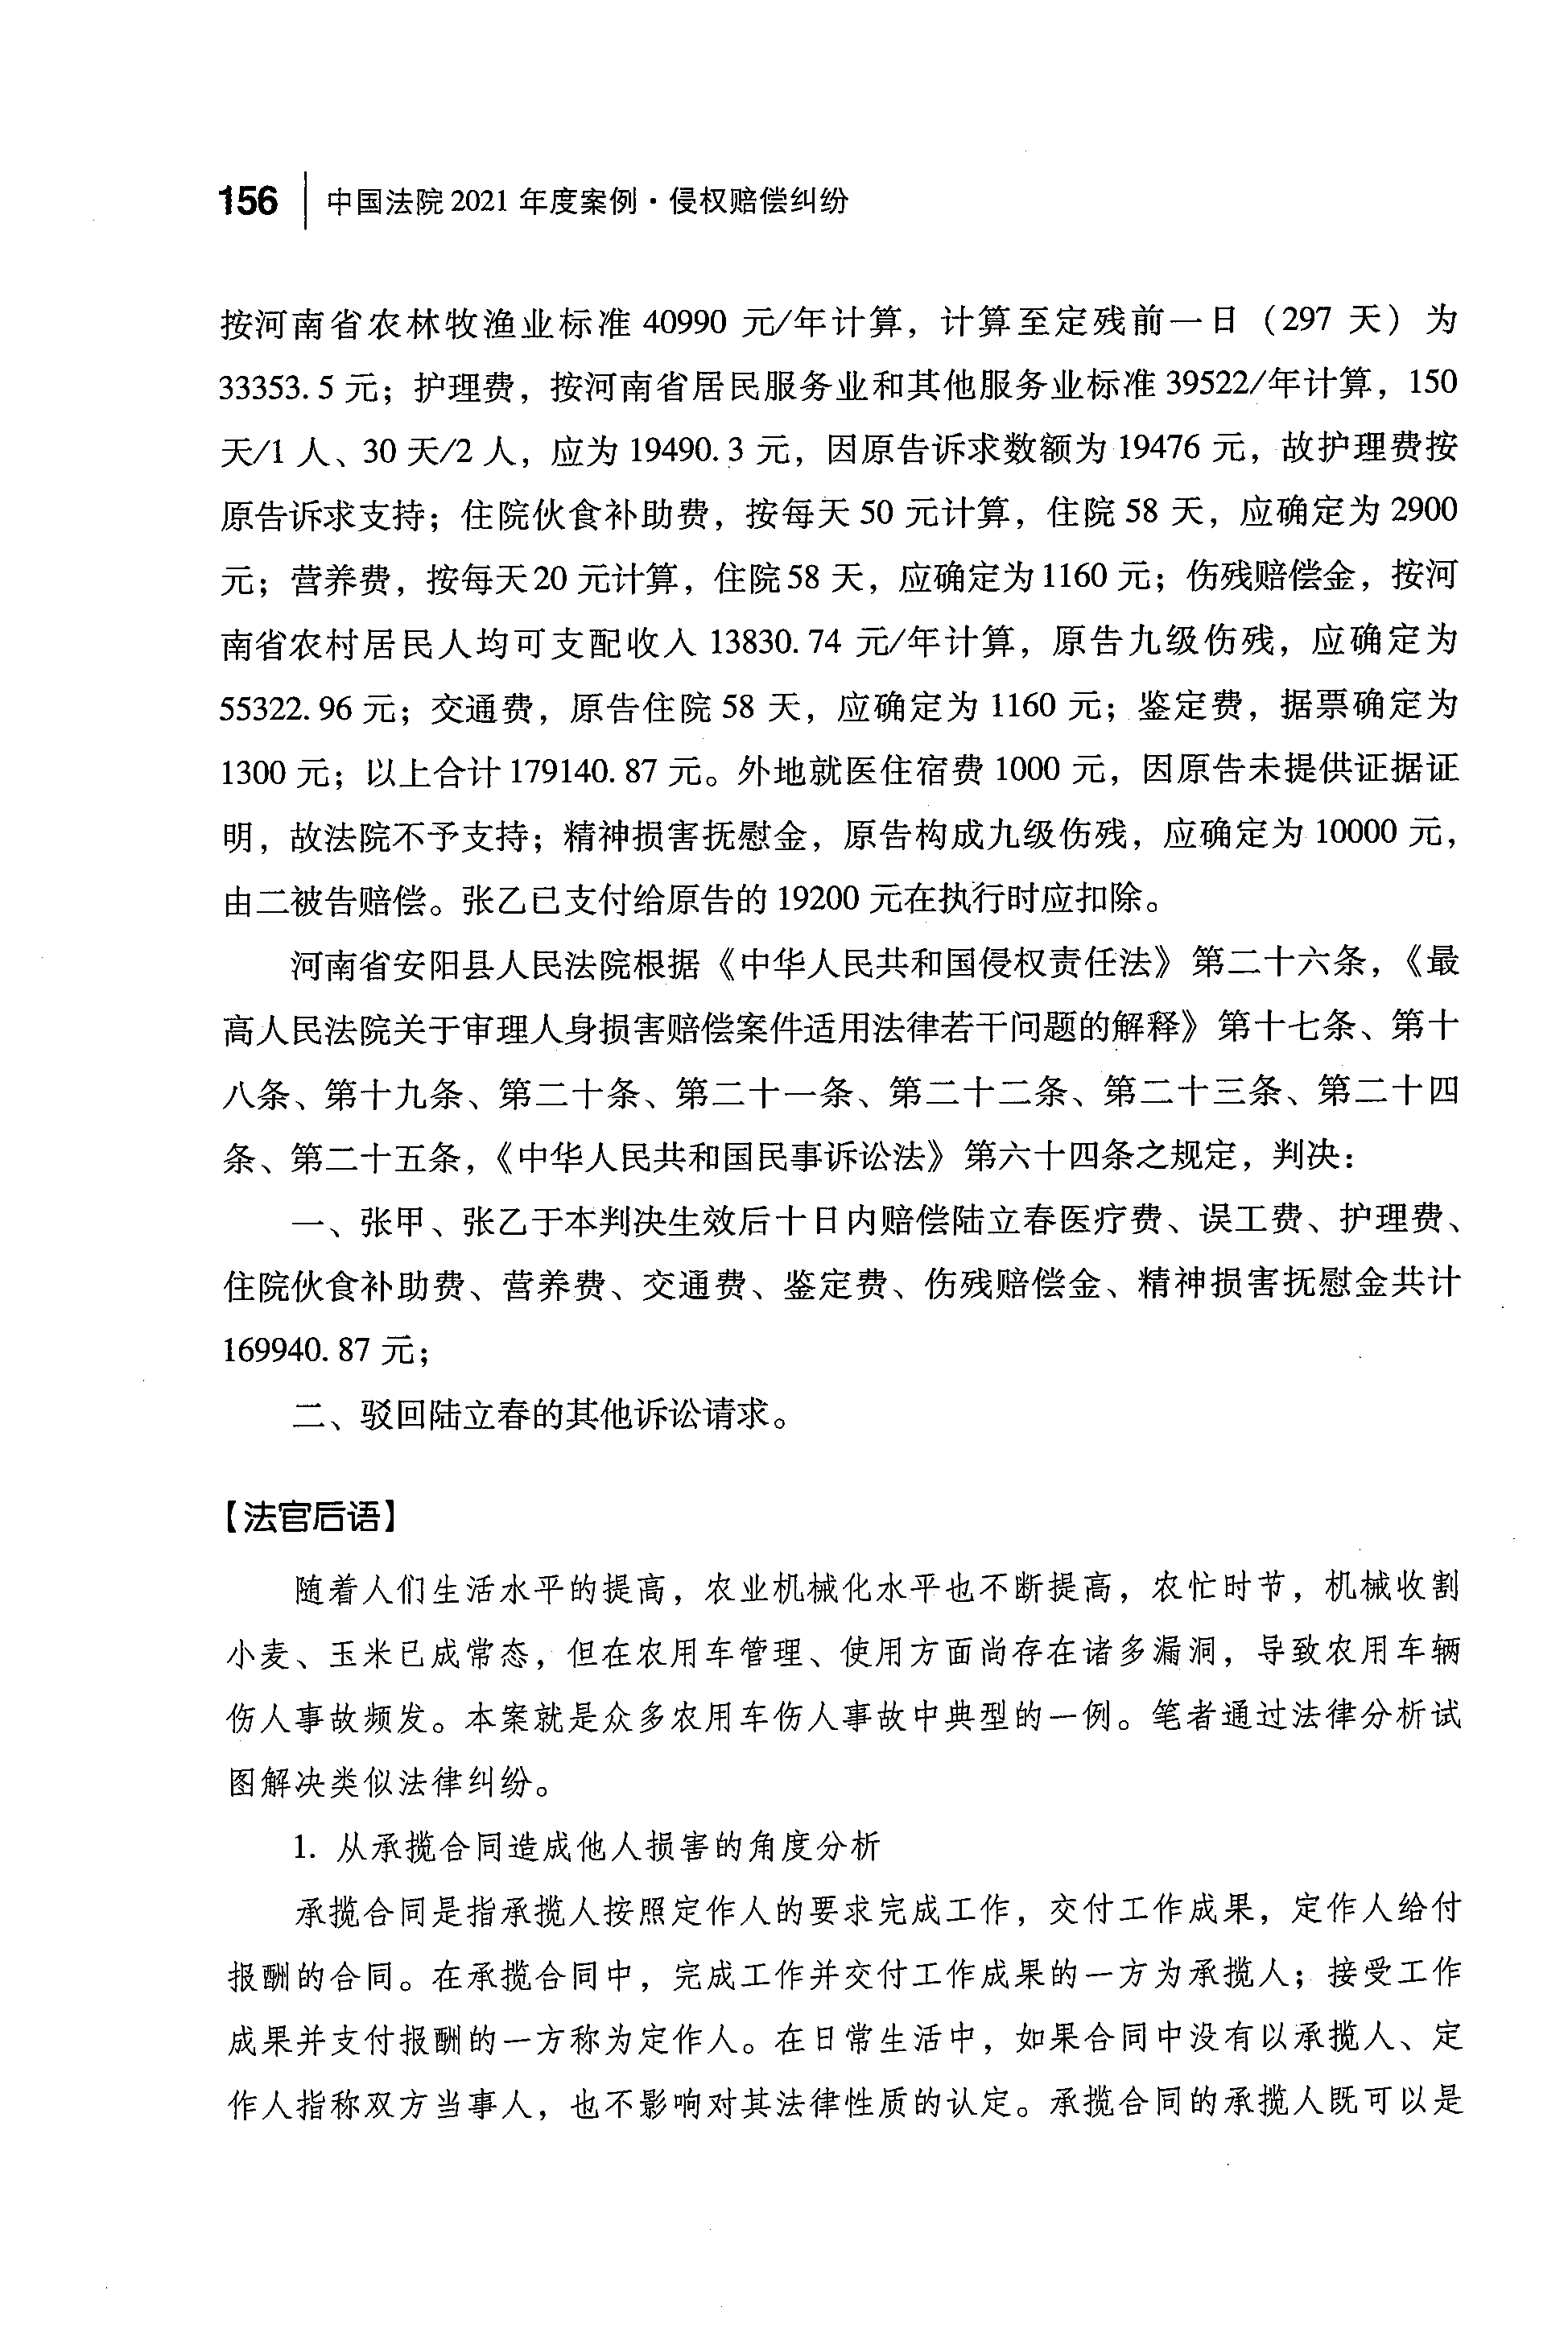 156 中国法院2021年度案例·侵权赔偿纠纷
按河南省农林牧渔业标准40990元/年计算，计算至定残前一日（297天）为
33353.5元；护理费，按河南省居民服务业和其他服务业标准39522/年计算，150
天/1人、30天/2人，应为19490.3元，因原告诉求数额为19476元，故护理费按
原告诉求支持；住院伙食补助费，按每天50元计算，住院58天，应确定为2900
元；营养费，按每天20元计算，住院58天，应确定为1160元；伤残赔偿金，按河
南省农村居民人均可支配收入13830.74元/年计算，原告九级伤残，应确定为
55322.96元；交通费，原告住院58天，应确定为1160元；鉴定费，据票确定为
1300元；以上合计179140.87元。外地就医住宿费1000元，因原告未提供证据证
明，故法院不予支持；精神损害抚慰金，原告构成九级伤残，应确定为10000元，
由二被告赔偿。张乙已支付给原告的19200元在执行时应扣除。
河南省安阳县人民法院根据《中华人民共和国侵权责任法》第二十六条，《最
高人民法院关于审理人身损害赔偿案件适用法律若干问题的解释》第十七条、第十
八条、第十九条、第二十条、第二十一条、第二十二条、第二十三条、第二十四
条、第二十五条，《中华人民共和国民事诉讼法》第六十四条之规定，判决：
一、张甲、张乙于本判决生效后十日内赔偿陆立春医疗费、误工费、护理费、
住院伙食补助费、营养费、交通费、鉴定费、伤残赔偿金、精神损害抚慰金共计
169940.87元；
二、驳回陆立春的其他诉讼请求。
【法官后语】
随着人们生活水平的提高，农业机械化水平也不断提高，农忙时节，机械收割
小麦、玉米已成常态，但在农用车管理、使用方面尚存在诸多漏洞，导致农用车辆
伤人事故频发。本案就是众多农用车伤人事故中典型的一例。笔者通过法律分析试
图解决类似法律纠纷。
1. 从承揽合同造成他人损害的角度分析
承揽合同是指承揽人按照定作人的要求完成工作，交付工作成果，定作人给付
报酬的合同。在承揽合同中，完成工作并交付工作成果的一方为承揽人；接受工作
成果并支付报酬的一方称为定作人。在日常生活中，如果合同中没有以承揽人、定
作人指称双方当事人，也不影响对其法律性质的认定。承揽合同的承揽人既可以是